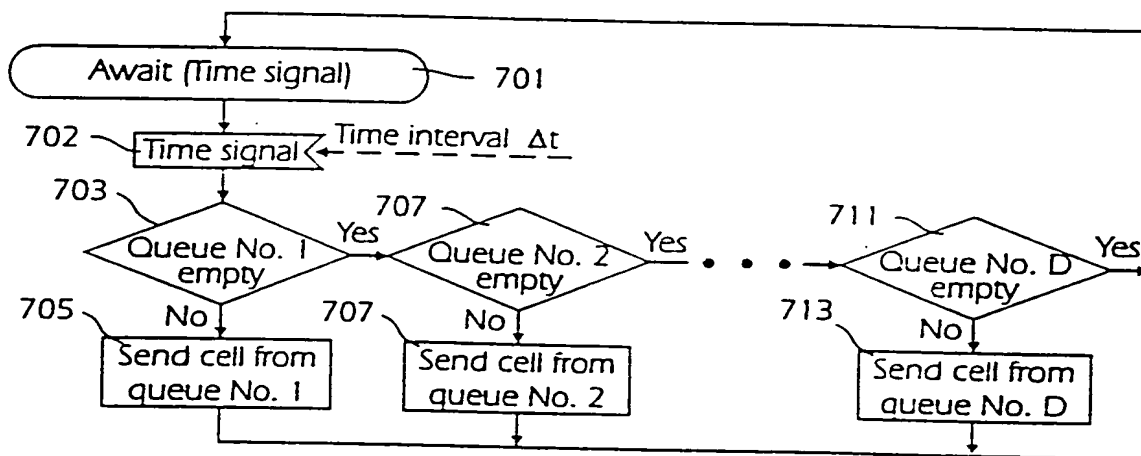 Await (Time signal)
701
702
Time signal
Time interval Δt
703
Queue No. 1
empty
Yes
707
Queue No. 2
empty
Yes
711
Queue No. D
empty
Yes
No
705
Send cell from
queue No. 1
No
707
Send cell from
queue No. 2
No
713
Send cell from
queue No. D